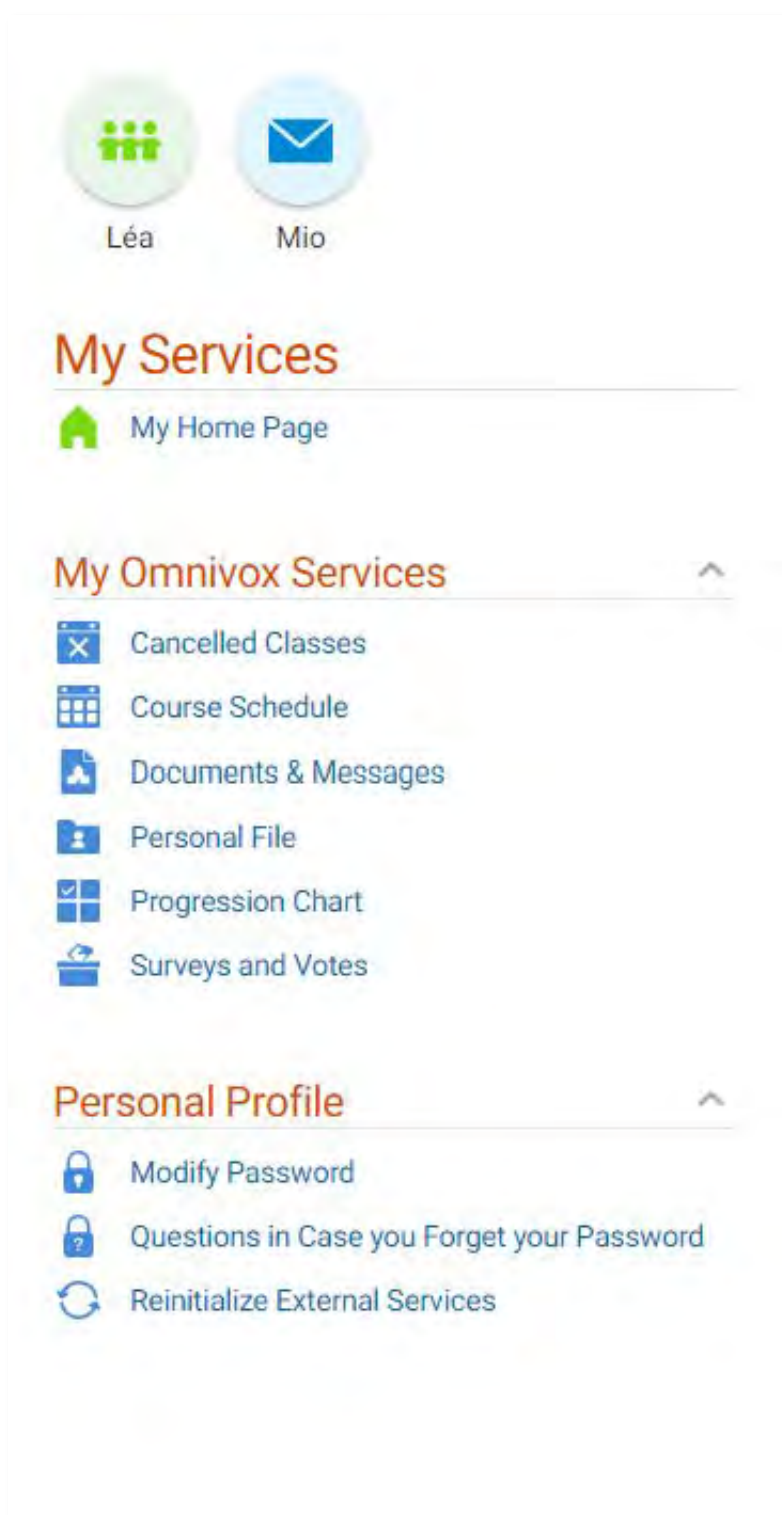 Léa Mio
My Services
My Home Page
My Omnivox Services
Cancelled Classes
Course Schedule
Documents & Messages
Personal File
Progression Chart
Surveys and Votes
Personal Profile
Modify Password
Questions in Case you Forget your Password
Reinitialize External Services